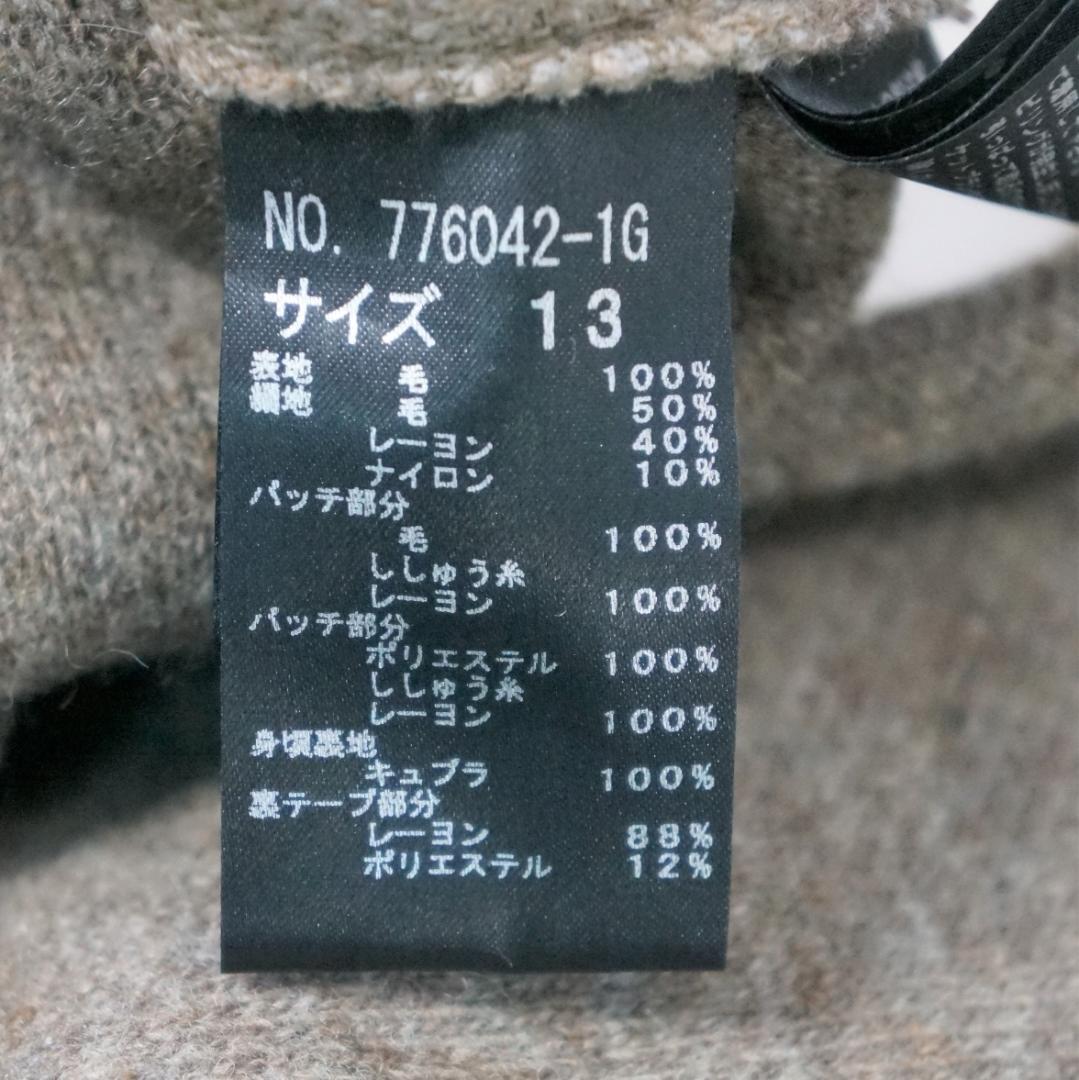 NO. 776042-1G
サイズ 13
表地 毛 100%
別地 毛 50%
レーヨン 40%
ナイロン 10%
パッチ部分
毛 100%
ししゅう糸
レーヨン 100%
パッチ部分
ポリエステル 100%
ししゅう糸
レーヨン 100%
身頃裏地
キュプラ 100%
裏テープ部分
レーヨン 88%
ポリエステル 12%